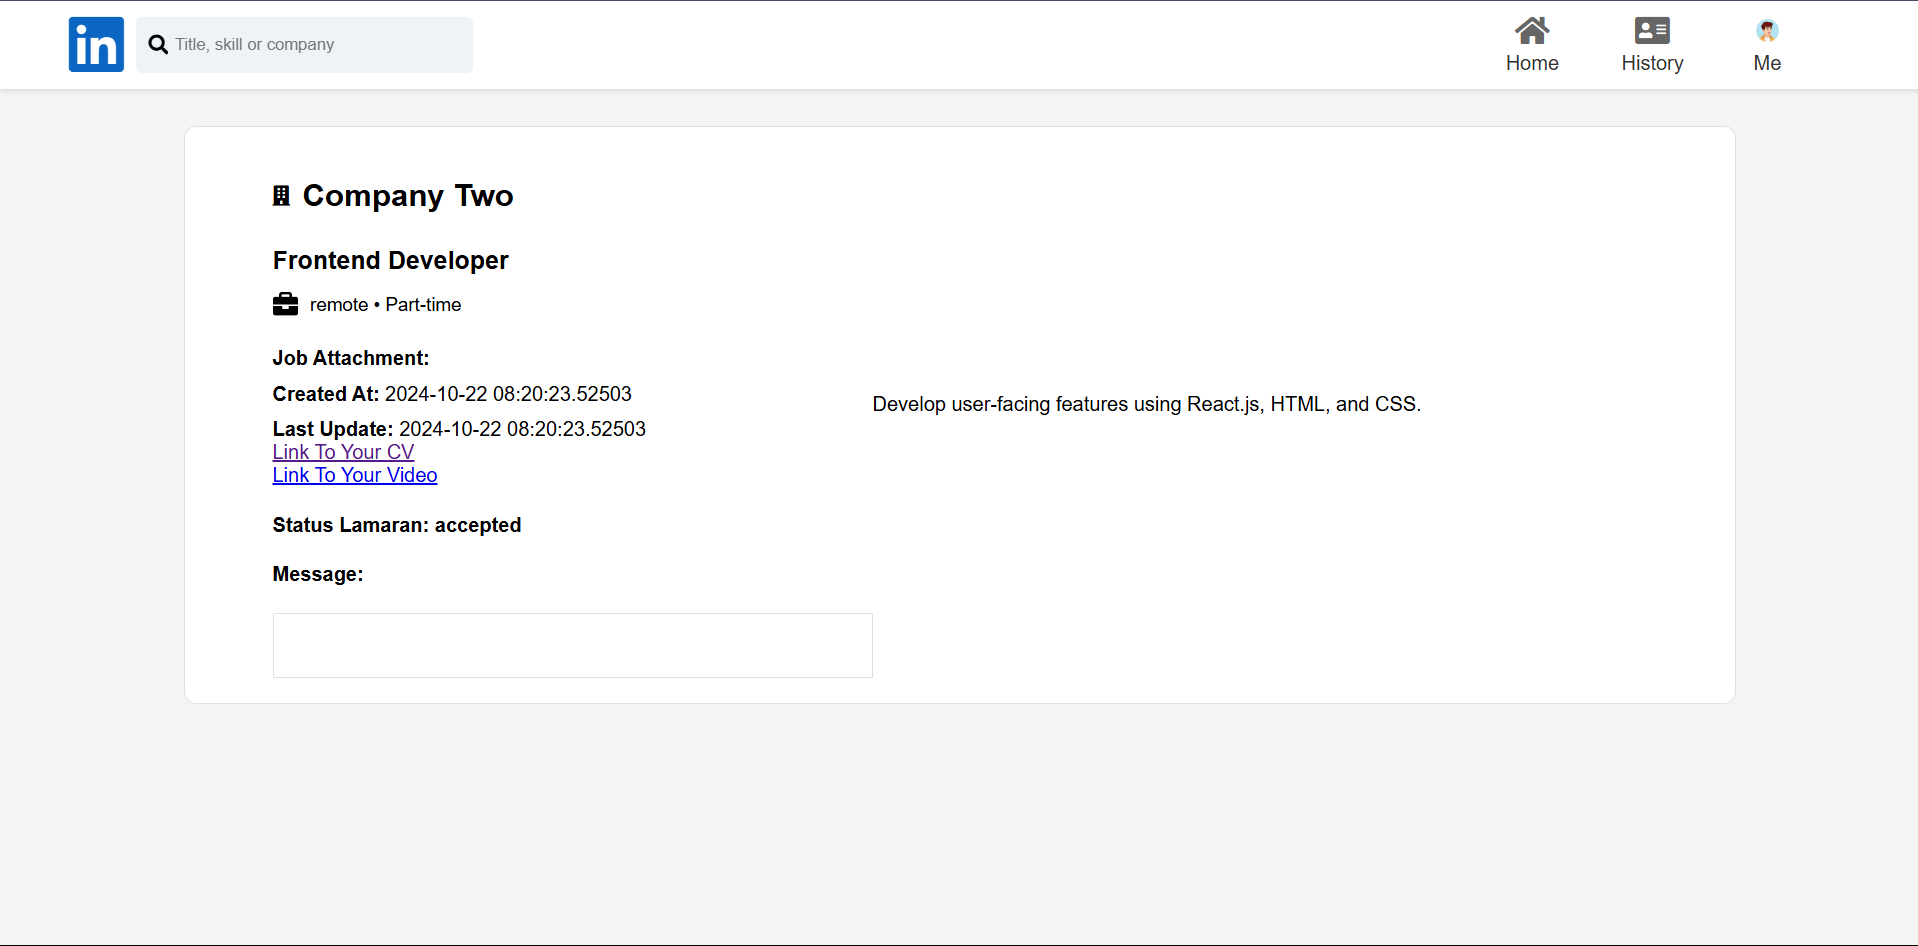 in
Title, skill or company
Home
History
Me
Company Two
Frontend Developer
remote • Part-time
Job Attachment:
Created At: 2024-10-22 08:20:23.52503
Last Update: 2024-10-22 08:20:23.52503
Link To Your CV
Link To Your Video
Status Lamaran: accepted
Message:
Develop user-facing features using React.js, HTML, and CSS.